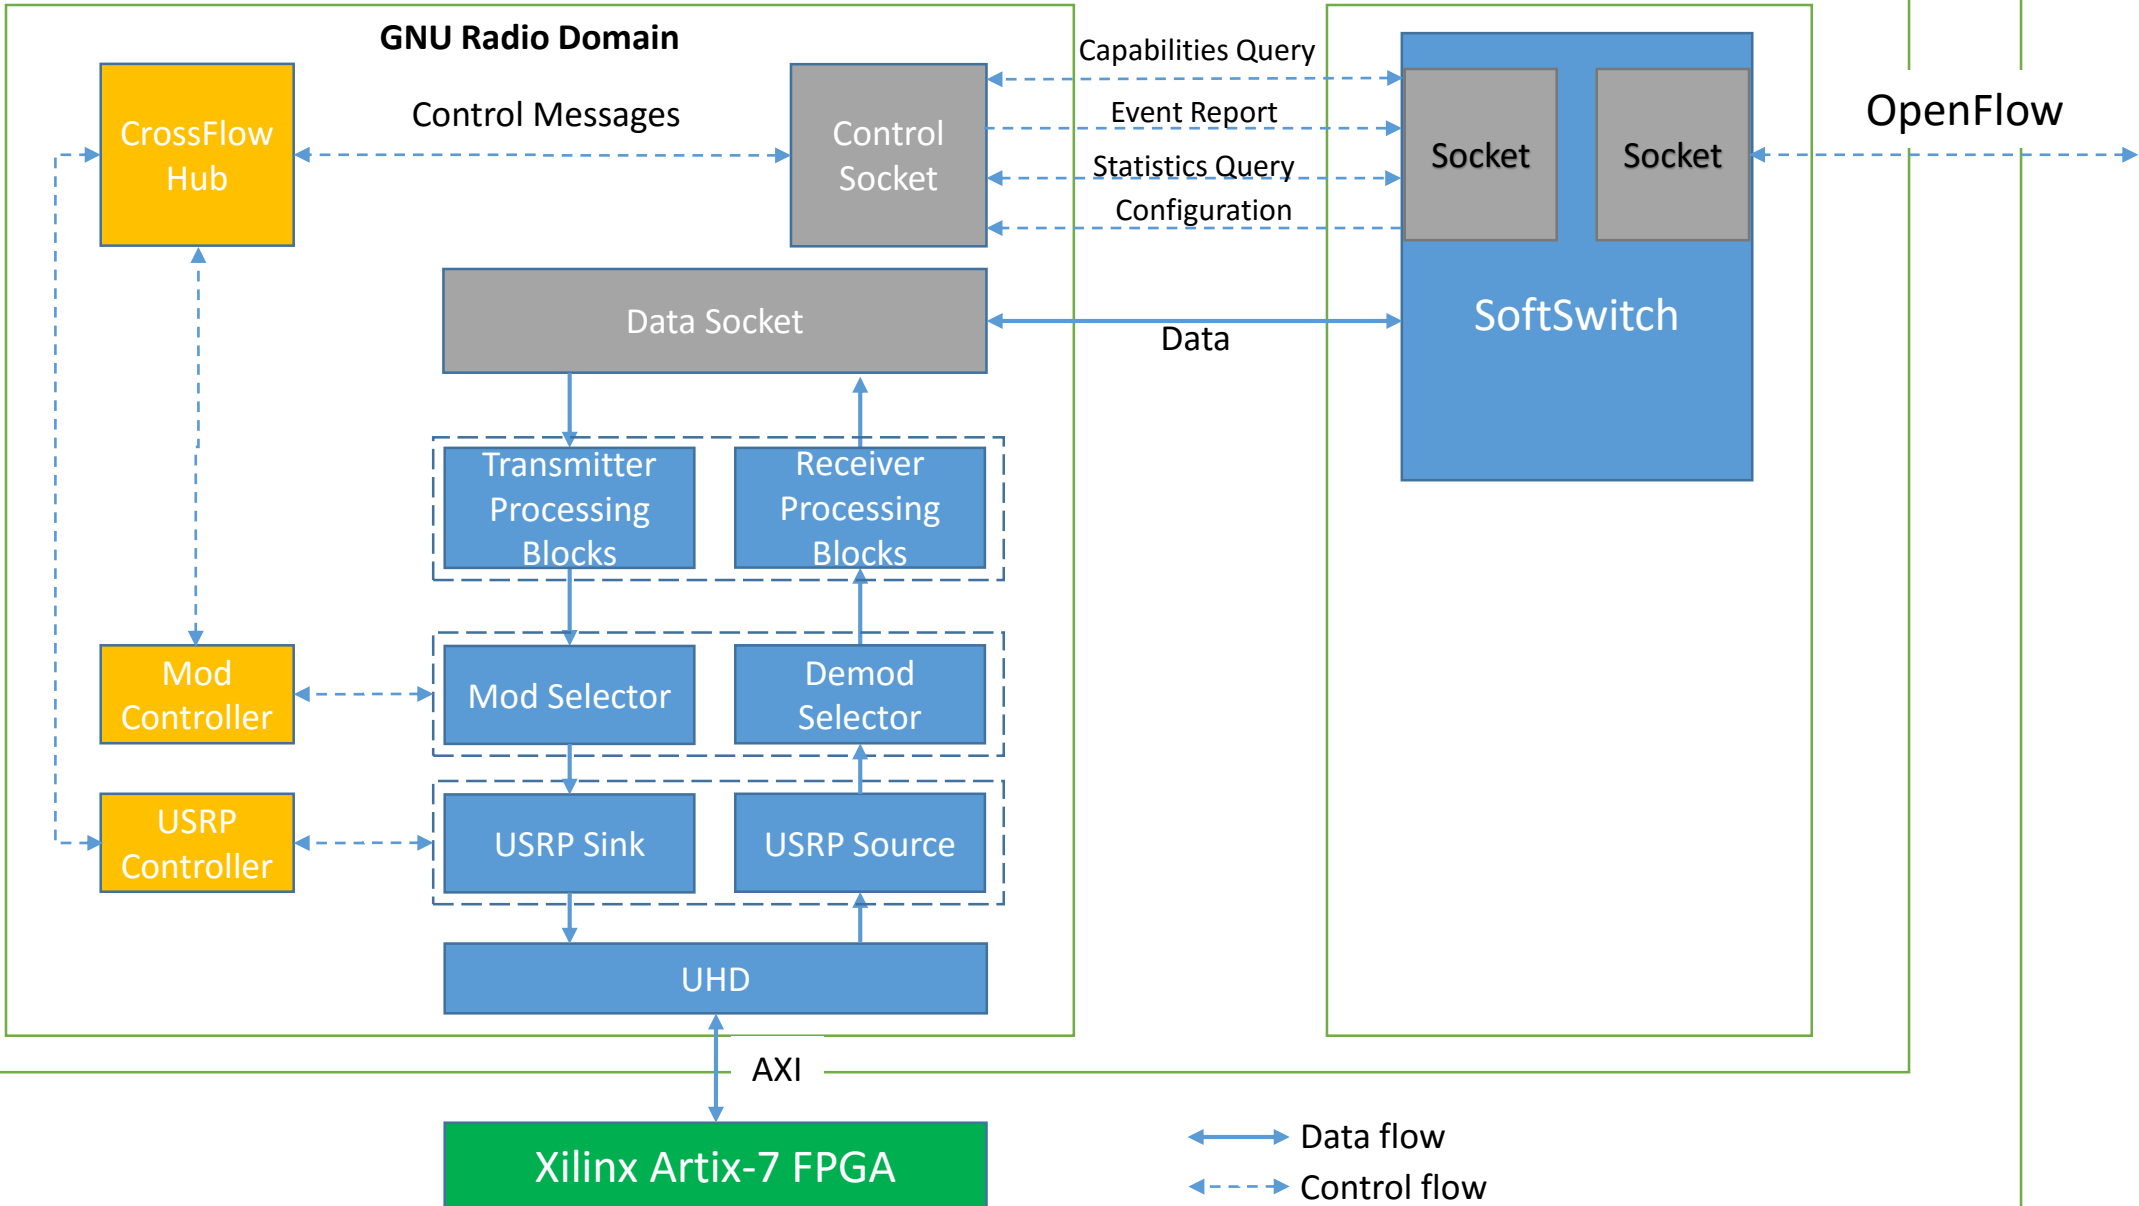 GNU Radio Domain
CrossFlow
Hub
Control Messages
Control
Socket
Capabilities Query
Event Report
Statistics Query
Configuration
Socket
Socket
SoftSwitch
OpenFlow
Data Socket
Data
Transmitter
Processing
Blocks
Receiver
Processing
Blocks
Mod
Controller
Mod Selector
Demod
Selector
USRP
Controller
USRP Sink
USRP Source
UHD
AXI
Xilinx Artix-7 FPGA
Data flow
Control flow